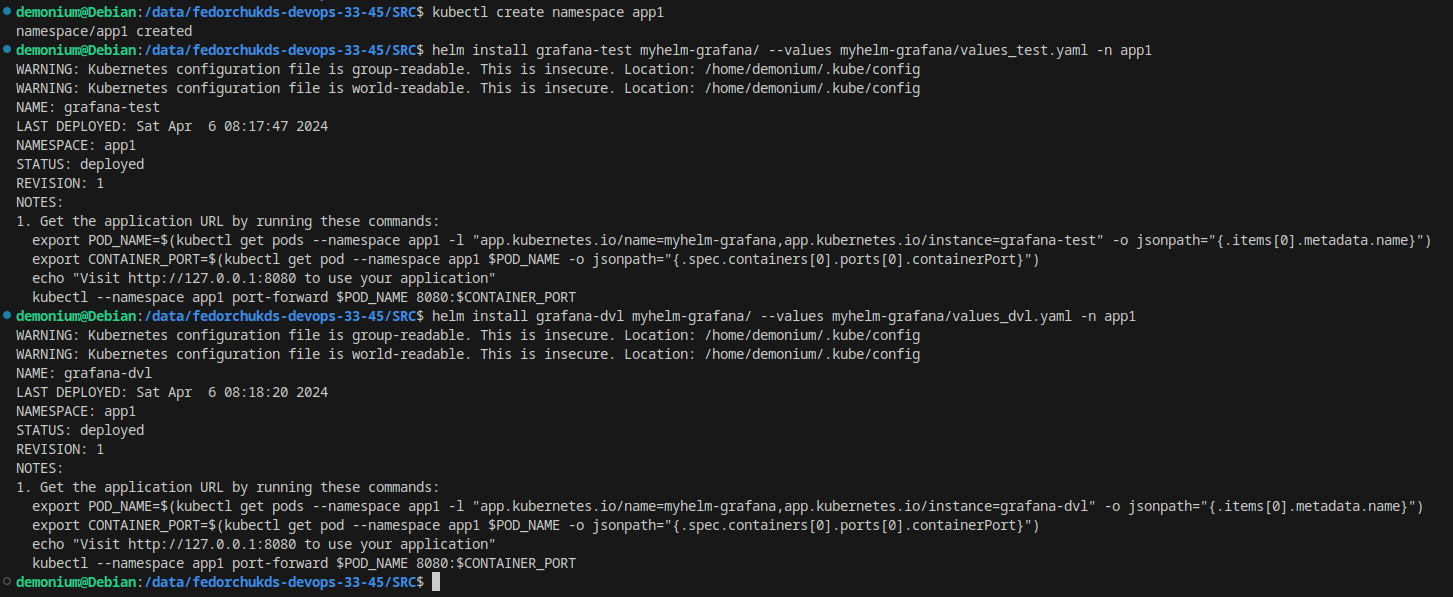 demonium@Debian:/data/fedorchukds-devops-33-45/SRC$ kubectl create namespace app1
namespace/app1 created
demonium@Debian:/data/fedorchukds-devops-33-45/SRC$ helm install grafana-test myhelm-grafana/ --values myhelm-grafana/values_test.yaml -n app1
WARNING: Kubernetes configuration file is group-readable. This is insecure. Location: /home/demonium/.kube/config
WARNING: Kubernetes configuration file is world-readable. This is insecure. Location: /home/demonium/.kube/config
NAME: grafana-test
LAST DEPLOYED: Sat Apr  6 08:17:47 2024
NAMESPACE: app1
STATUS: deployed
REVISION: 1
NOTES:
1. Get the application URL by running these commands:
  export POD_NAME=$(kubectl get pods --namespace app1 -l "app.kubernetes.io/name=myhelm-grafana,app.kubernetes.io/instance=grafana-test" -o jsonpath="{.items[0].metadata.name}")
  export CONTAINER_PORT=$(kubectl get pod --namespace app1 $POD_NAME -o jsonpath="{.spec.containers[0].ports[0].containerPort}")
  echo "Visit http://127.0.0.1:8080 to use your application"
  kubectl --namespace app1 port-forward $POD_NAME 8080:$CONTAINER_PORT
demonium@Debian:/data/fedorchukds-devops-33-45/SRC$ helm install grafana-dvl myhelm-grafana/ --values myhelm-grafana/values_dvl.yaml -n app1
WARNING: Kubernetes configuration file is group-readable. This is insecure. Location: /home/demonium/.kube/config
WARNING: Kubernetes configuration file is world-readable. This is insecure. Location: /home/demonium/.kube/config
NAME: grafana-dvl
LAST DEPLOYED: Sat Apr  6 08:18:20 2024
NAMESPACE: app1
STATUS: deployed
REVISION: 1
NOTES:
1. Get the application URL by running these commands:
  export POD_NAME=$(kubectl get pods --namespace app1 -l "app.kubernetes.io/name=myhelm-grafana,app.kubernetes.io/instance=grafana-dvl" -o jsonpath="{.items[0].metadata.name}")
  export CONTAINER_PORT=$(kubectl get pod --namespace app1 $POD_NAME -o jsonpath="{.spec.containers[0].ports[0].containerPort}")
  echo "Visit http://127.0.0.1:8080 to use your application"
  kubectl --namespace app1 port-forward $POD_NAME 8080:$CONTAINER_PORT
demonium@Debian:/data/fedorchukds-devops-33-45/SRC$